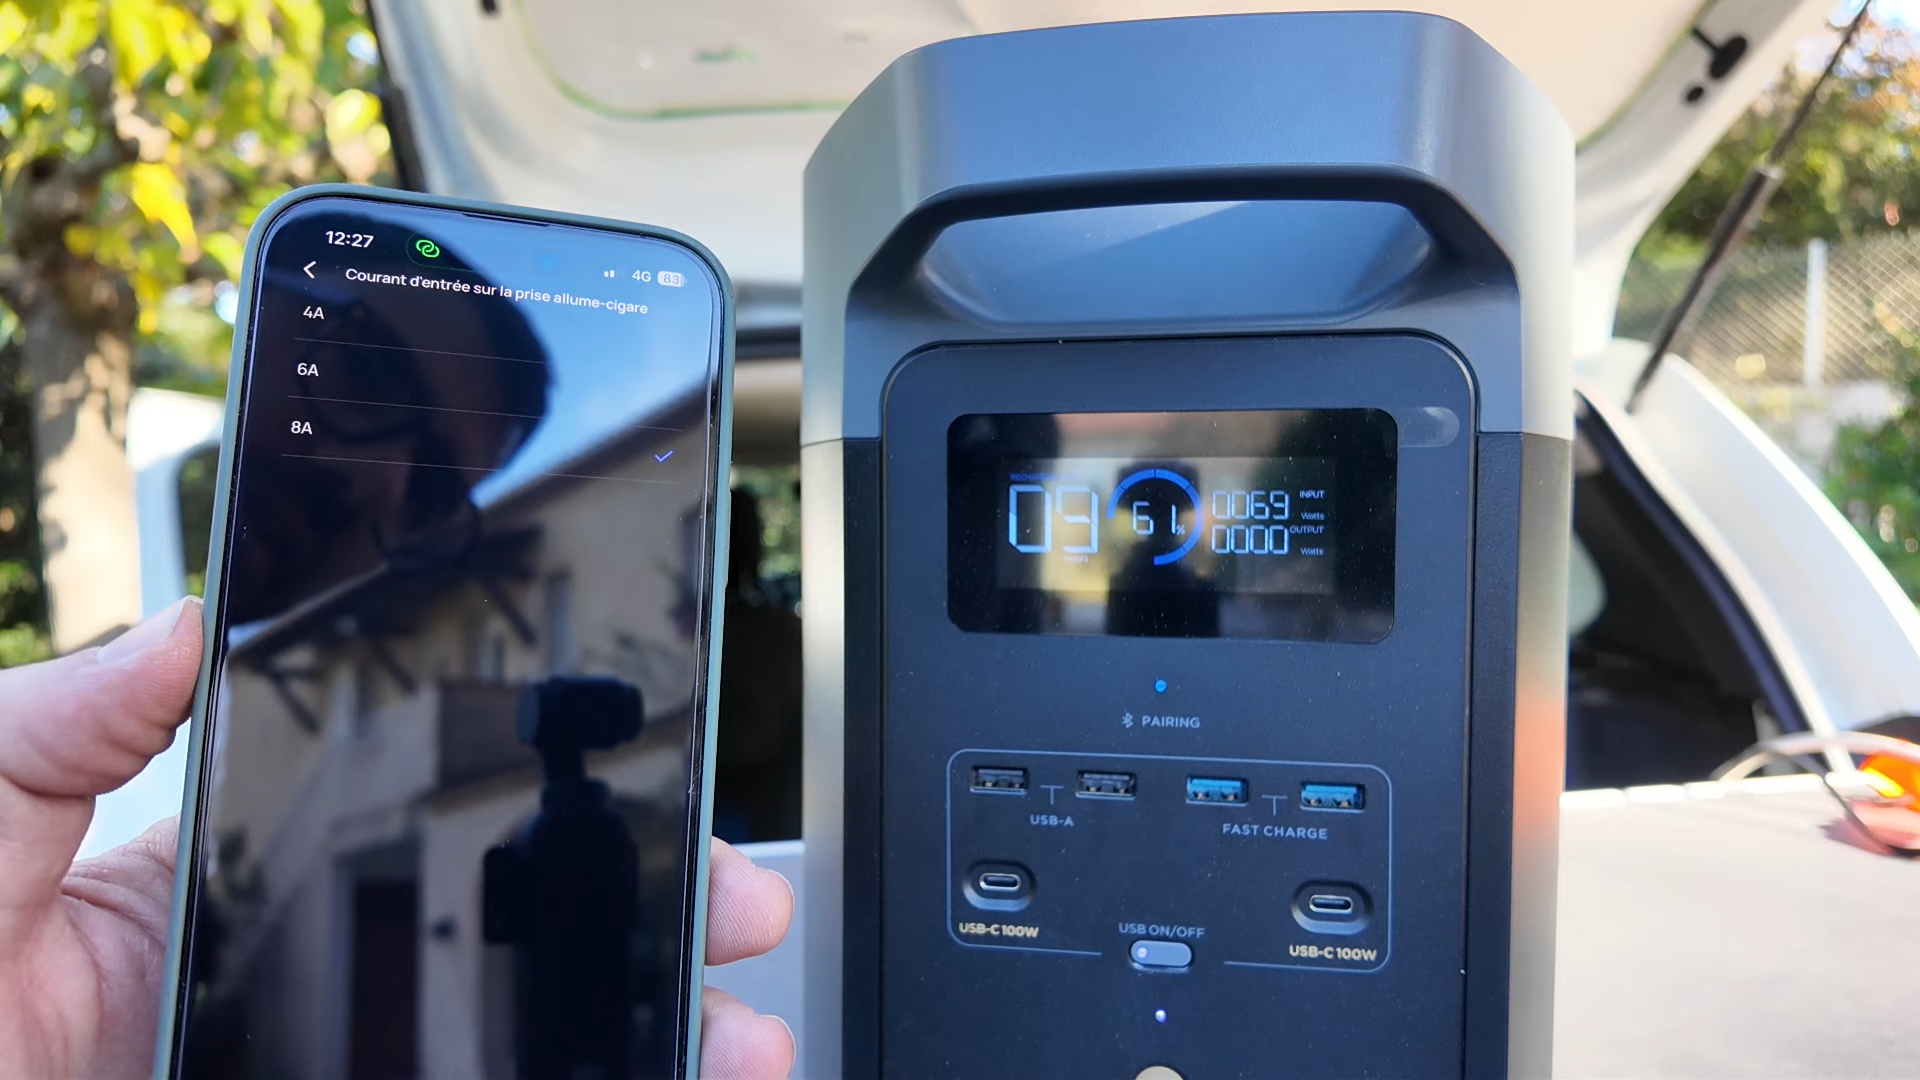 12:27
4G 83
Courant d'entrée sur la prise allume-cigare
4A
6A
8A
09
61%
0069 INPUT
Watts
0000 OUTPUT
Watts
PAIRING
USB-A
FAST CHARGE
USB-C 100W
USB ON/OFF
USB-C 100W